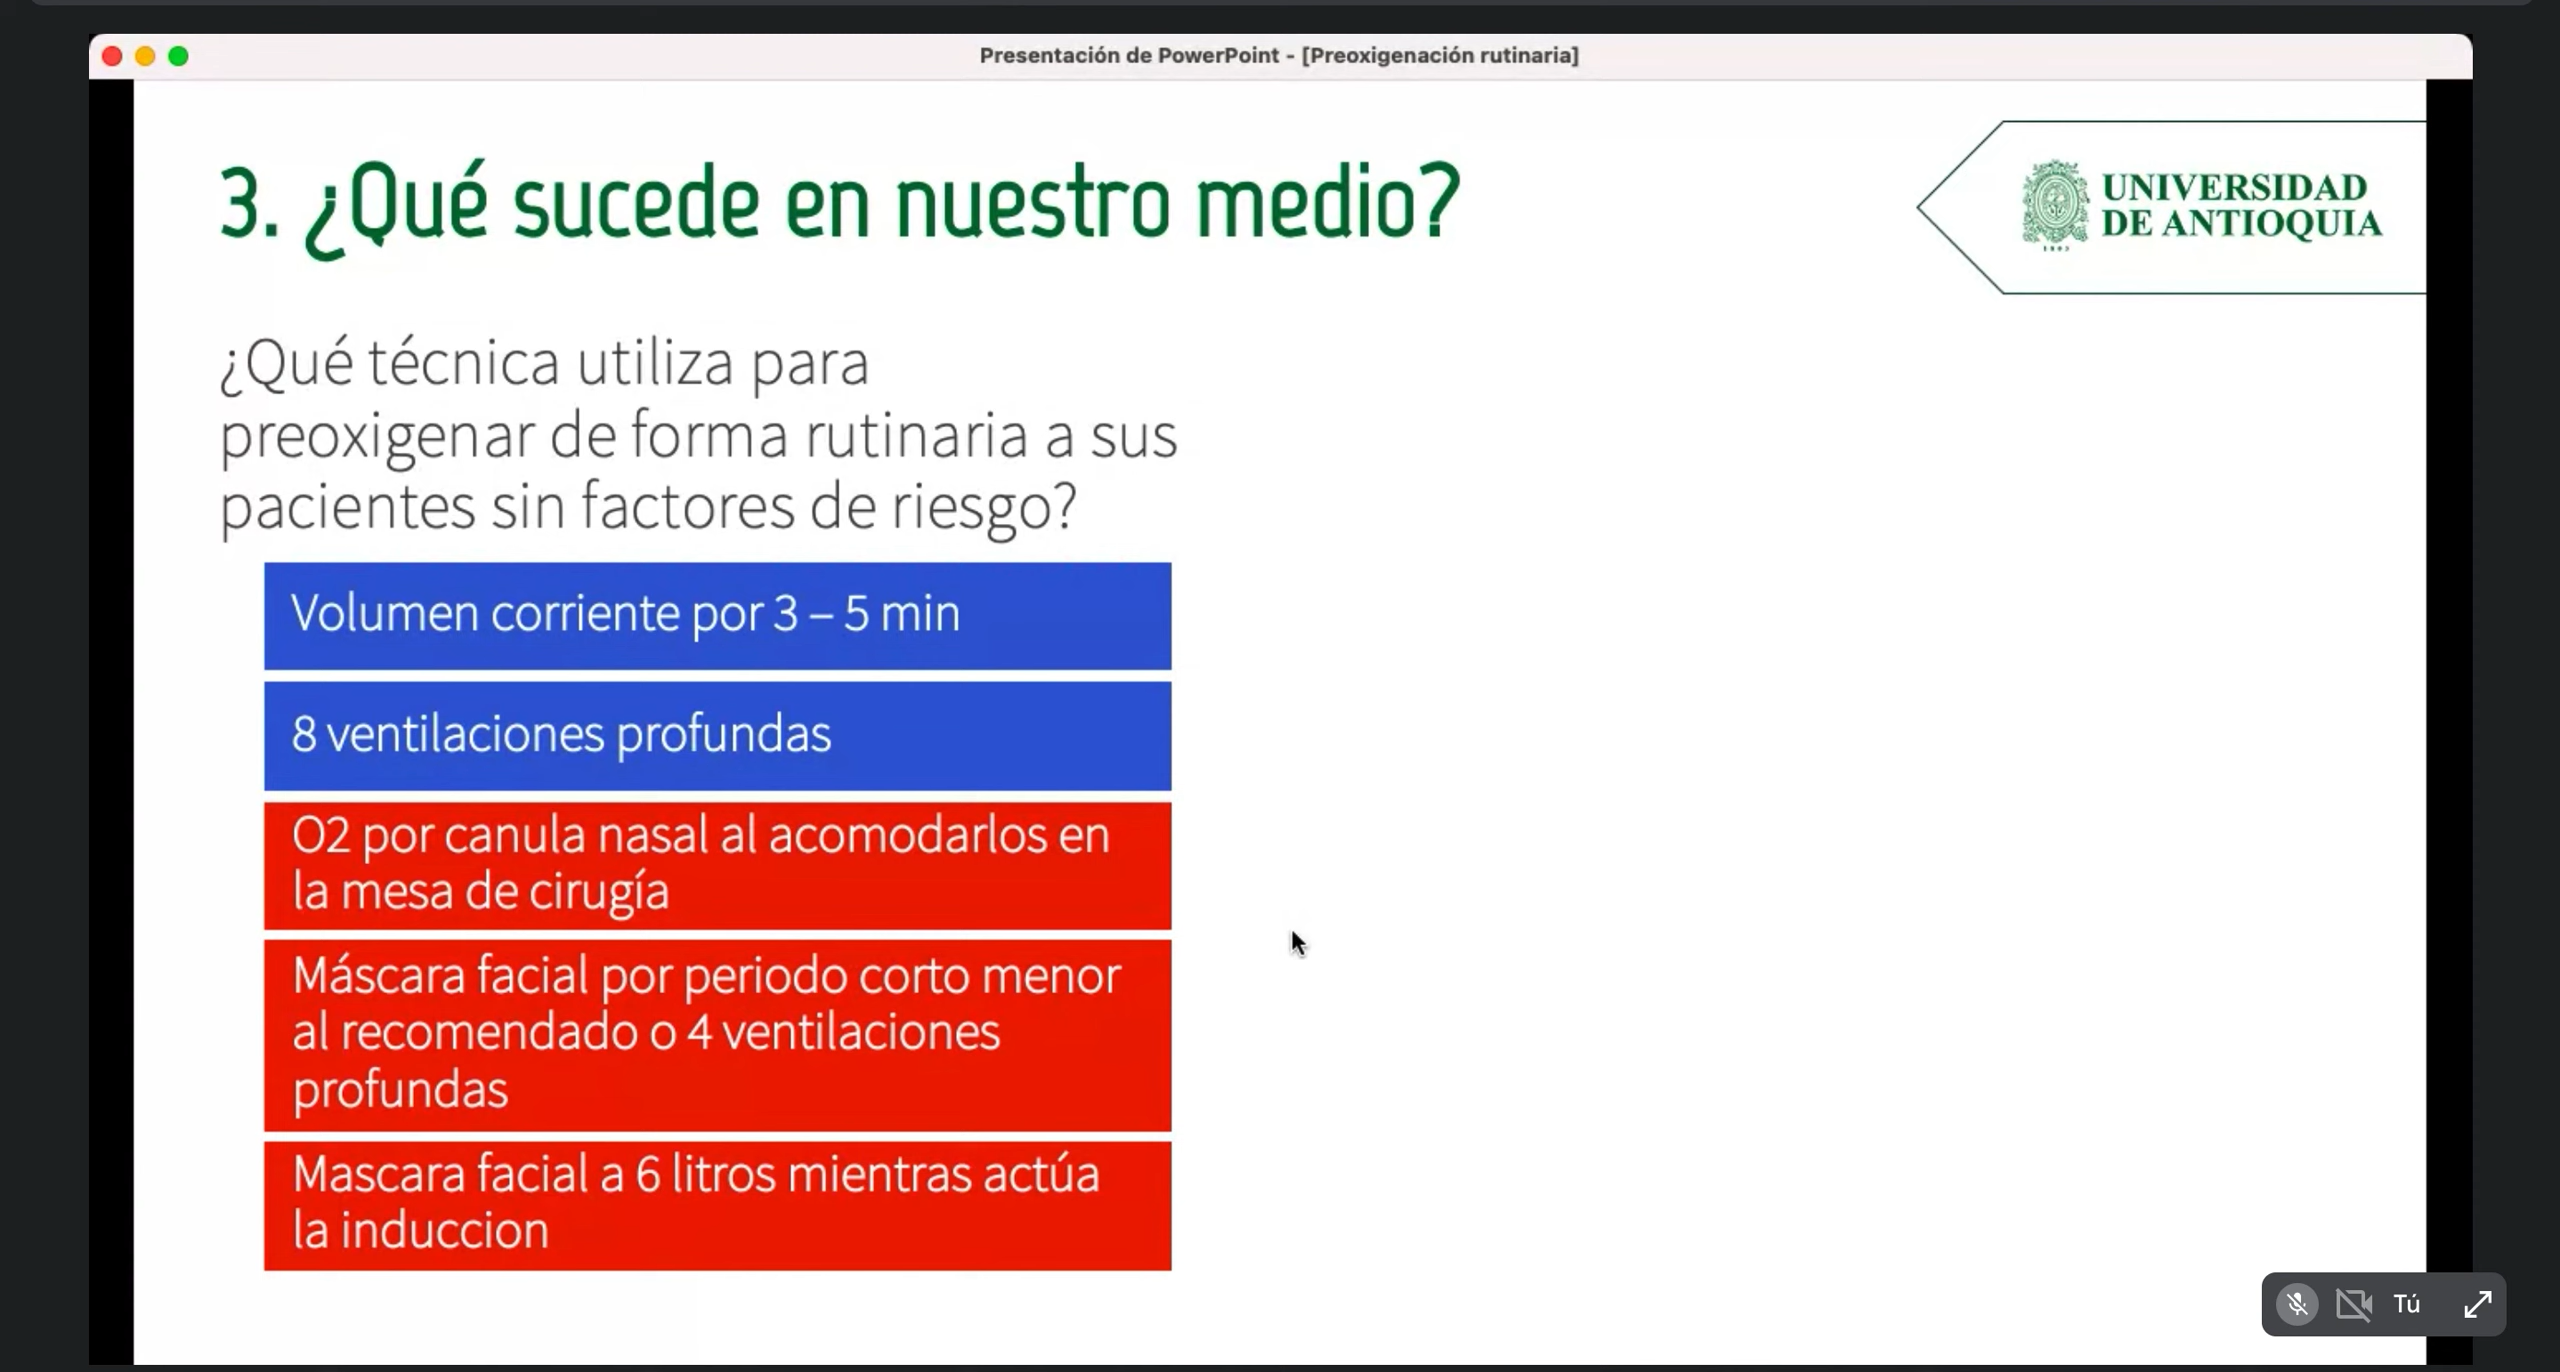 Presentación de PowerPoint - [Preoxigenación rutinaria]
3. ¿Qué sucede en nuestro medio?
UNIVERSIDAD
DE ANTIOQUIA
1803
¿Qué técnica utiliza para
preoxigenar de forma rutinaria a sus
pacientes sin factores de riesgo?
Volumen corriente por 3 – 5 min
8 ventilaciones profundas
O2 por canula nasal al acomodarlos en
la mesa de cirugía
Máscara facial por periodo corto menor
al recomendado o 4 ventilaciones
profundas
Mascara facial a 6 litros mientras actúa
la induccion
Tú